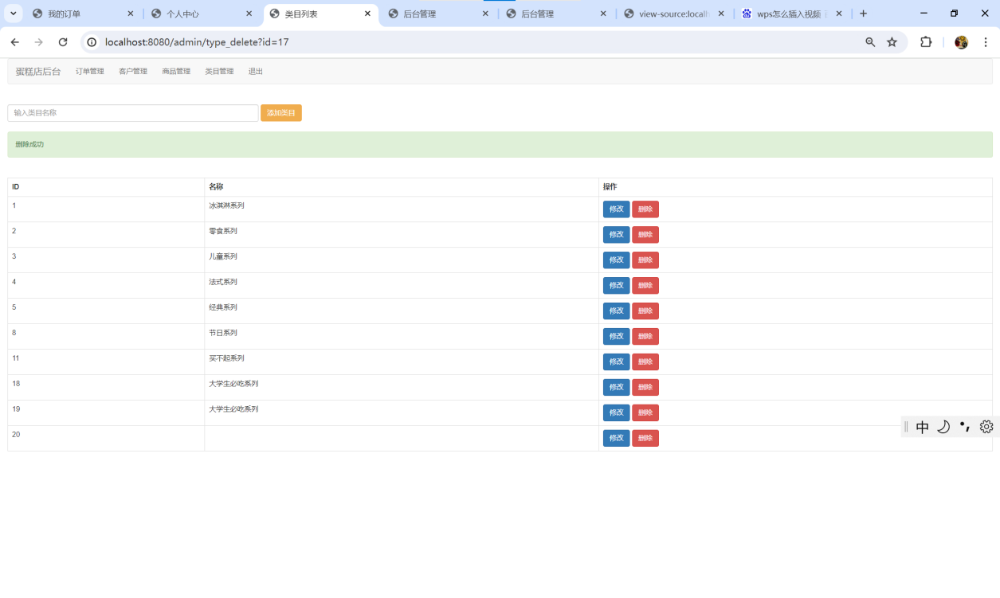 我的订单
个人中心
类目列表
后台管理
后台管理
view-source:localh
wps怎么插入视频
localhost:8080/admin/type_delete?id=17
蛋糕店后台 订单管理 客户管理 商品管理 类目管理 退出
输入类目名称 添加类目
删除成功
ID 名称 操作
1 冰淇淋系列 修改 删除
2 零食系列 修改 删除
3 儿童系列 修改 删除
4 法式系列 修改 删除
5 经典系列 修改 删除
8 节日系列 修改 删除
11 买不起系列 修改 删除
18 大学生必吃系列 修改 删除
19 大学生必吃系列 修改 删除
20 修改 删除
中